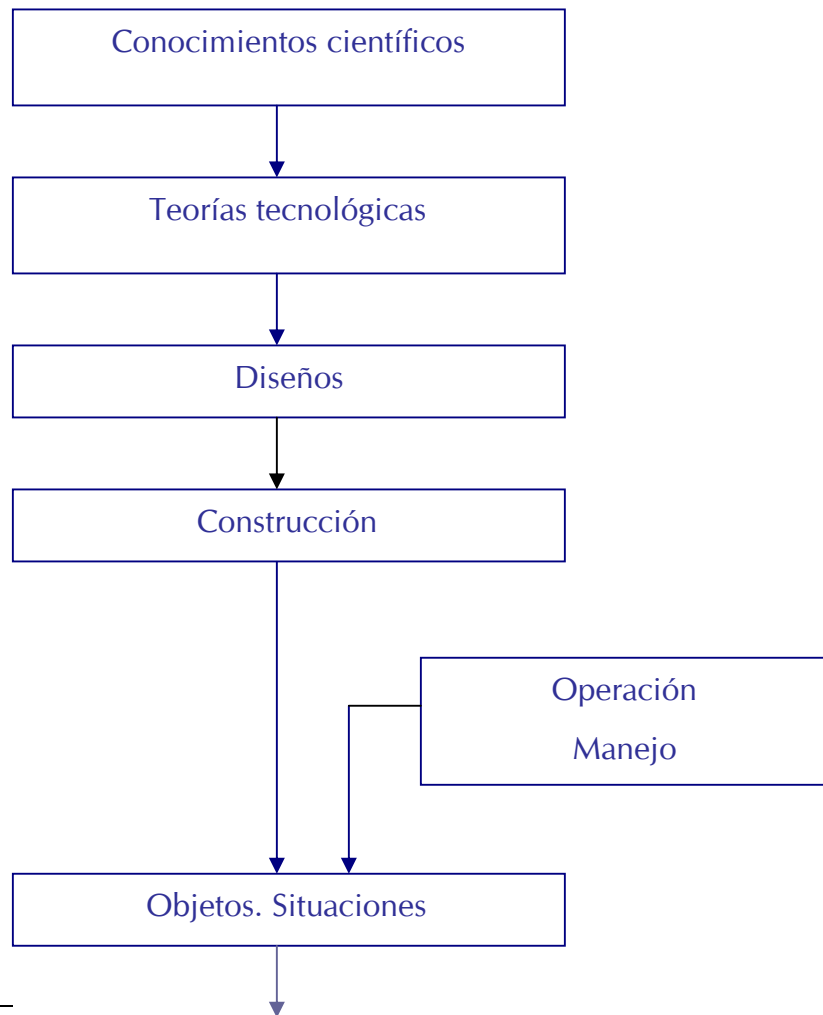 Conocimientos científicos
Teorías tecnológicas
Diseños
Construcción
Operación
Manejo
Objetos. Situaciones